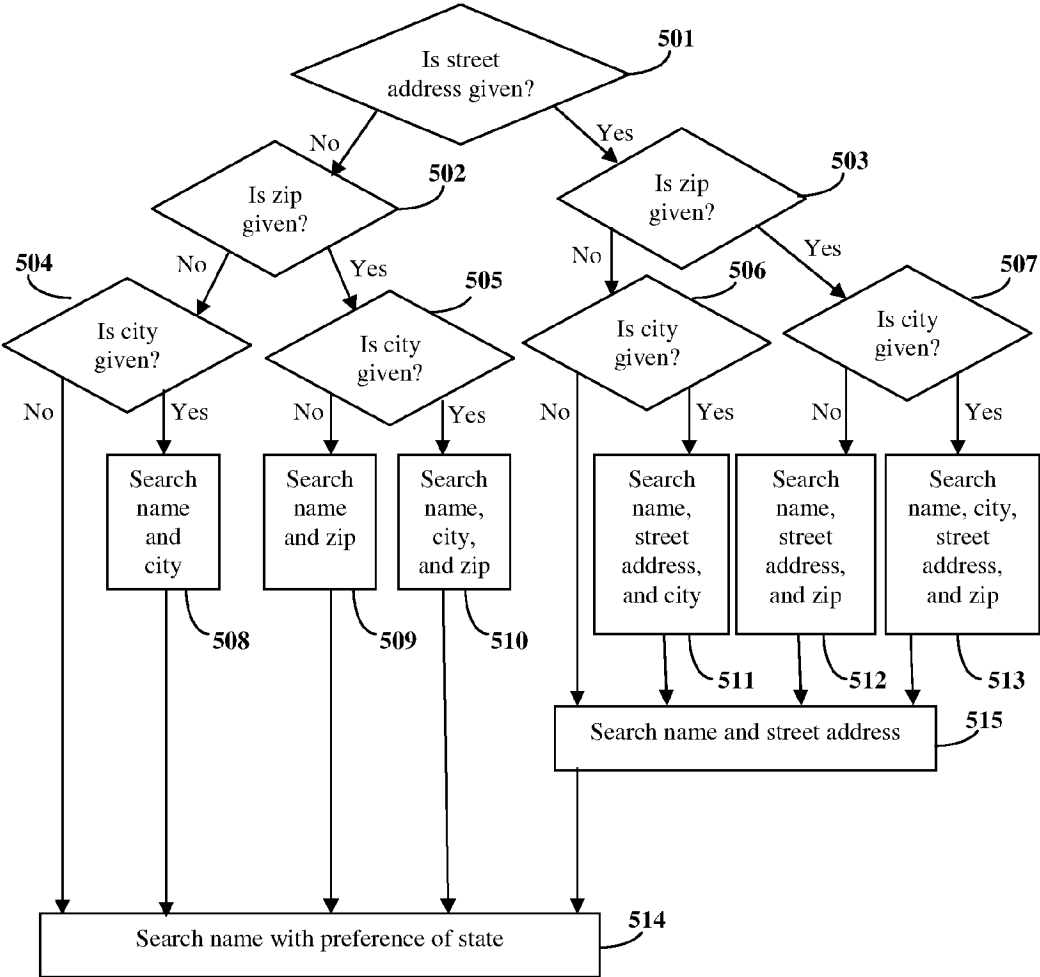 Is street
address given?
501
No
Yes
Is zip
given?
502
Is zip
given?
503
No
Yes
No
Yes
504
Is city
given?
505
Is city
given?
506
Is city
given?
507
Is city
given?
No
Yes
No
Yes
No
Yes
No
Yes
Search
name
and
city
Search
name
and zip
Search
name,
city,
and zip
Search
name,
street
address,
and city
Search
name,
street
address,
and zip
Search
name, city,
street
address,
and zip
508
509
510
511
512
513
Search name and street address
515
Search name with preference of state
514